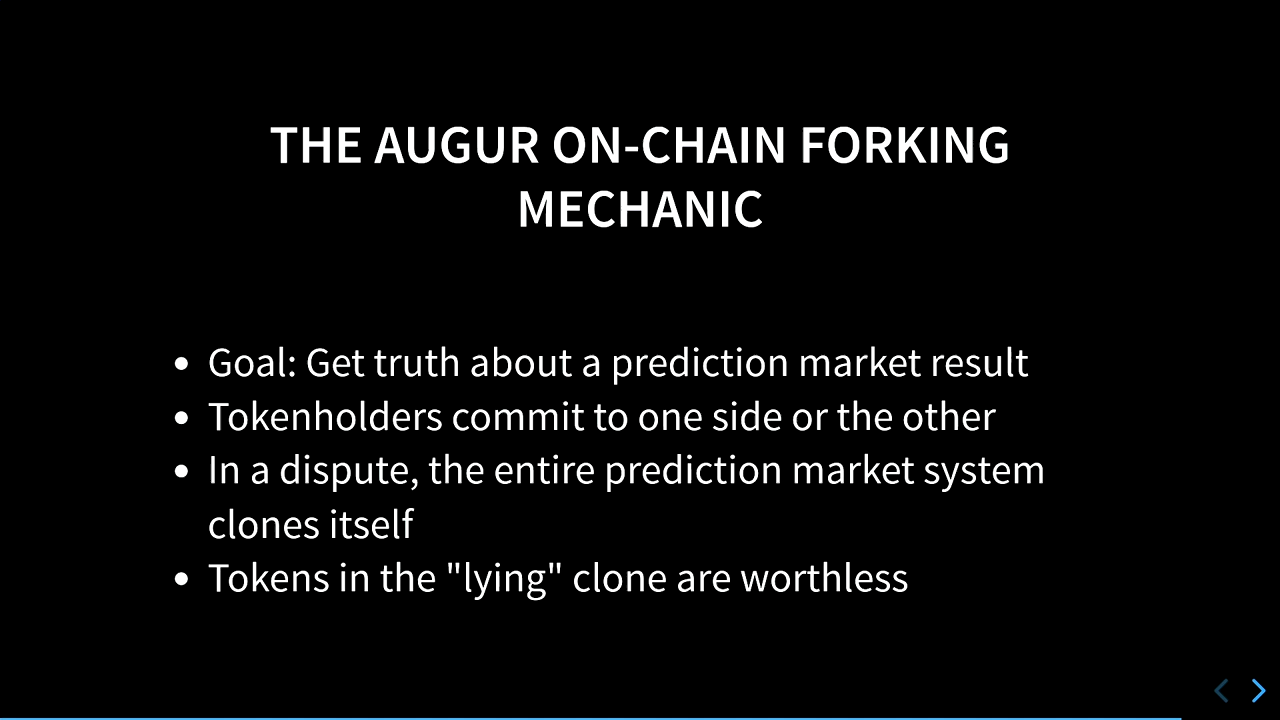 THE AUGUR ON-CHAIN FORKING
MECHANIC
• Goal: Get truth about a prediction market result
• Tokenholders commit to one side or the other
• In a dispute, the entire prediction market system
clones itself
• Tokens in the "lying" clone are worthless